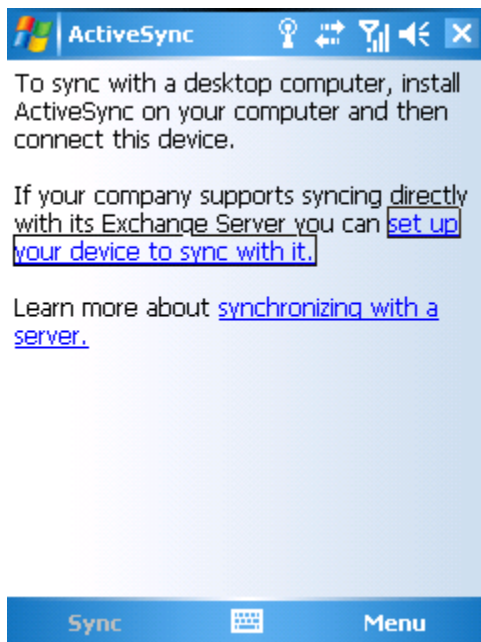 ActiveSync
To sync with a desktop computer, install
ActiveSync on your computer and then
connect this device.
If your company supports syncing directly
with its Exchange Server you can set up
your device to sync with it.
Learn more about synchronizing with a
server.
Sync Menu